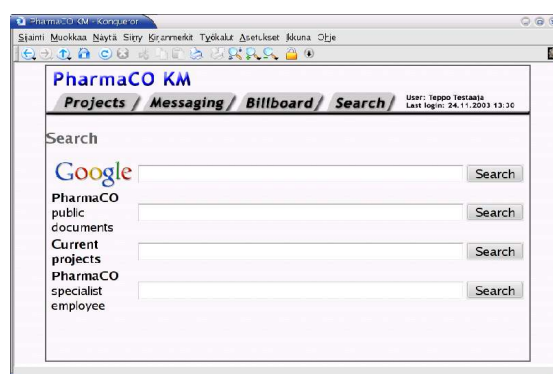 PharmaCO KM - Konqueror
Sijainti Muokkaa Näytä Siirry Kirjanmerkit Työkalut Asetukset Ikkuna Ohje
PharmaCO KM
Projects / Messaging / Billboard / Search /
User: Teppo Testaaja
Last login: 24.11.2003 13:30
Search
Google Search
PharmaCO
public Search
documents
Current
projects Search
PharmaCO
specialist Search
employee